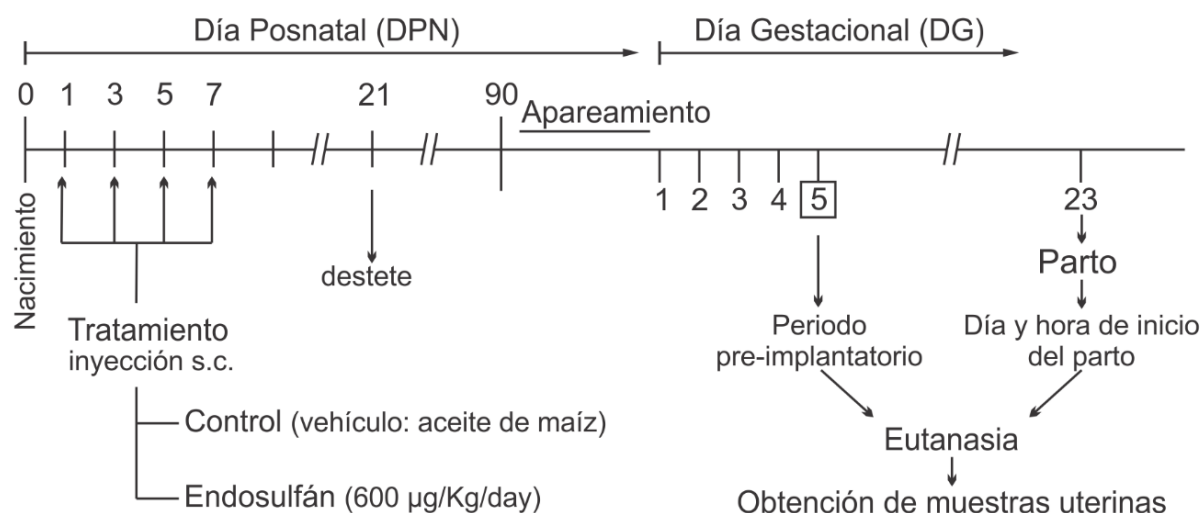 Día Posnatal (DPN)
Día Gestacional (DG)
0 1 3 5 7 21 90
Apareamiento
1 2 3 4 5 23
Nacimiento
destete
Parto
Tratamiento
inyección s.c.
Periodo
pre-implantatorio
Día y hora de inicio
del parto
Control (vehículo: aceite de maíz)
Eutanasia
Endosulfán (600 µg/Kg/day)
Obtención de muestras uterinas